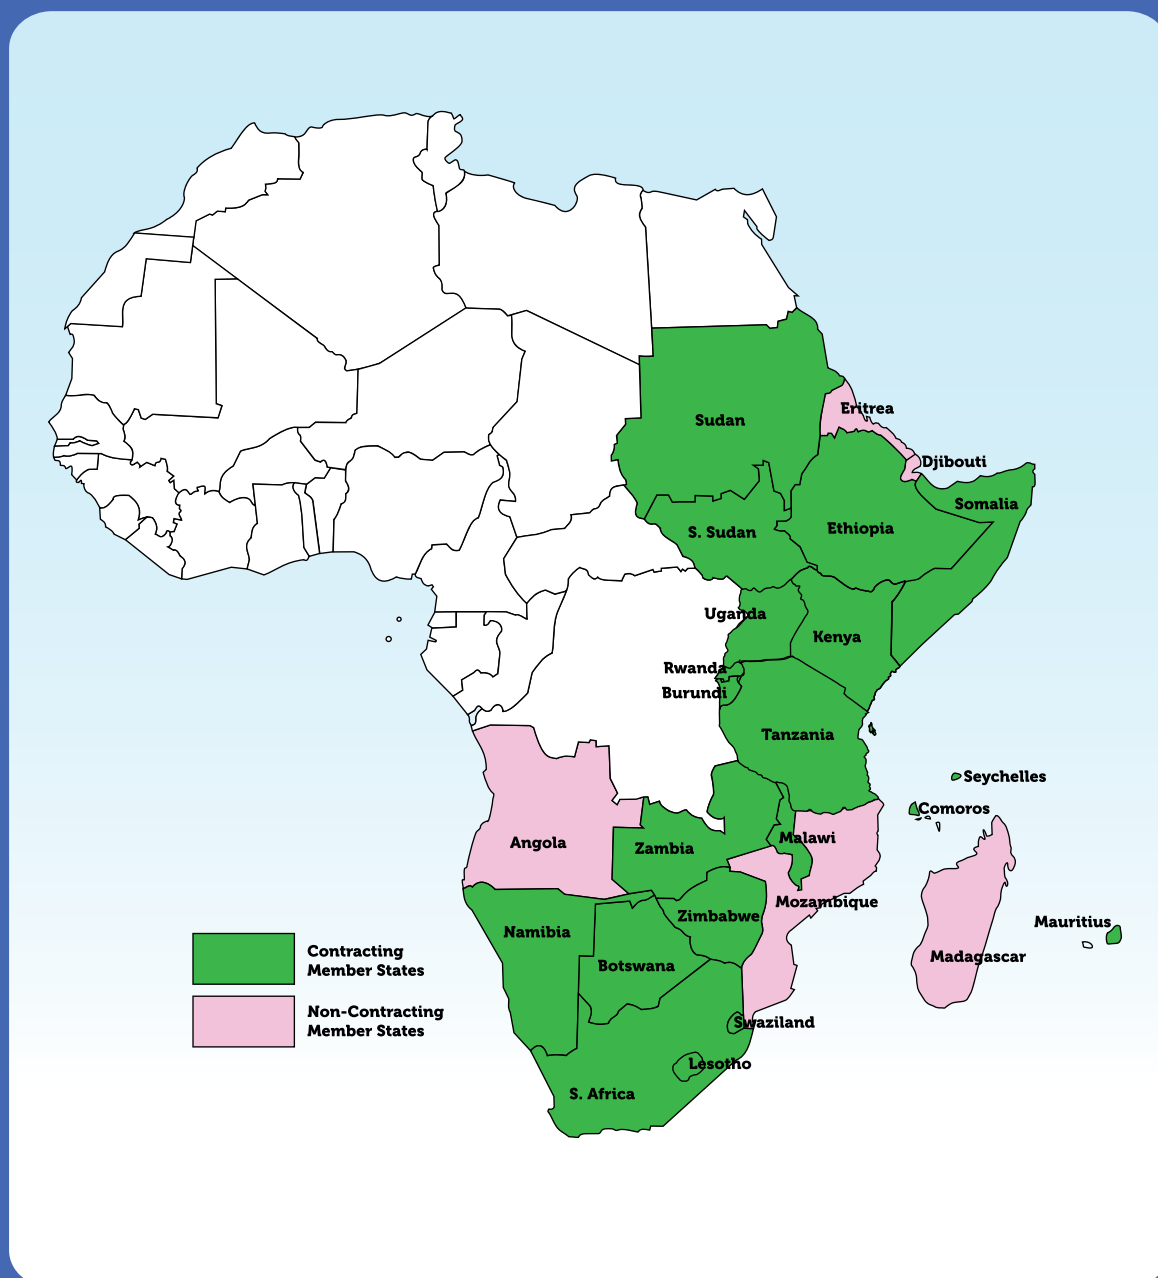 Eritrea
Sudan
Djibouti
Somalia
Ethiopia
S. Sudan
Uganda
Kenya
Rwanda
Burundi
Tanzania
Seychelles
Comoros
Malawi
Angola
Zambia
Mozambique
Zimbabwe
Mauritius
Namibia
Madagascar
Botswana
Contracting
Member States
Non-Contracting
Member States
Swaziland
Lesotho
S. Africa